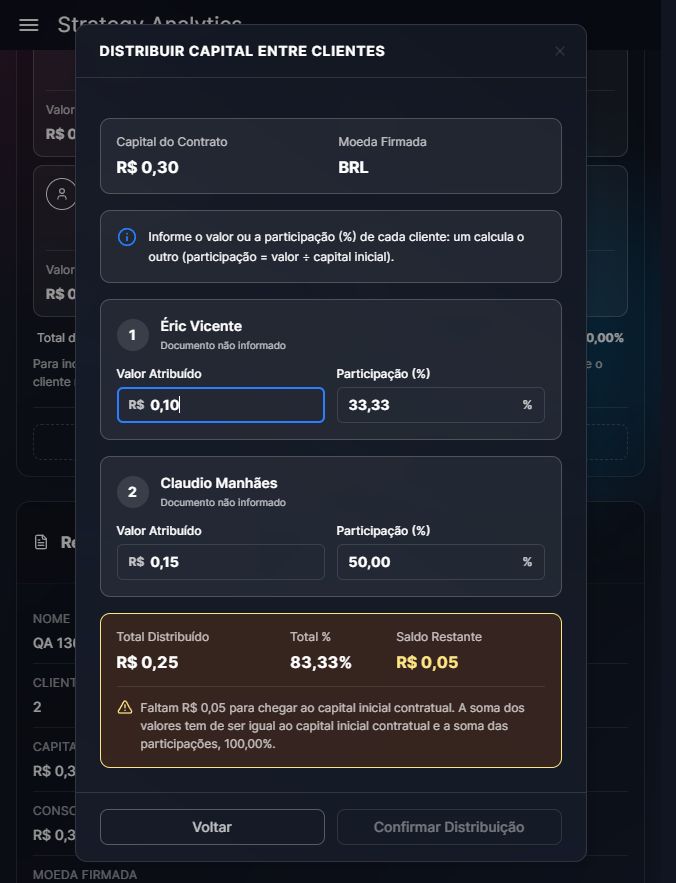 Strategy Analytics
DISTRIBUIR CAPITAL ENTRE CLIENTES
Capital do Contrato
Moeda Firmada
R$ 0,30
BRL
Informe o valor ou a participação (%) de cada cliente: um calcula o
outro (participação = valor ÷ capital inicial).
1
Éric Vicente
Documento não informado
Valor Atribuído
Participação (%)
R$ 0,10
33,33 %
2
Claudio Manhães
Documento não informado
Valor Atribuído
Participação (%)
R$ 0,15
50,00 %
Total Distribuído
Total %
Saldo Restante
R$ 0,25
83,33%
R$ 0,05
Faltam R$ 0,05 para chegar ao capital inicial contratual. A soma dos
valores tem de ser igual ao capital inicial contratual e a soma das
participações, 100,00%.
Voltar
Confirmar Distribuição
Valor
R$ 0
Valor
R$ 0
Total d
0,00%
Para
e o
cliente
NOME
QA
CLIENT
2
CAPITA
R$ 0,3
CONSO
R$ 0,3
MOEDA FIRMADA